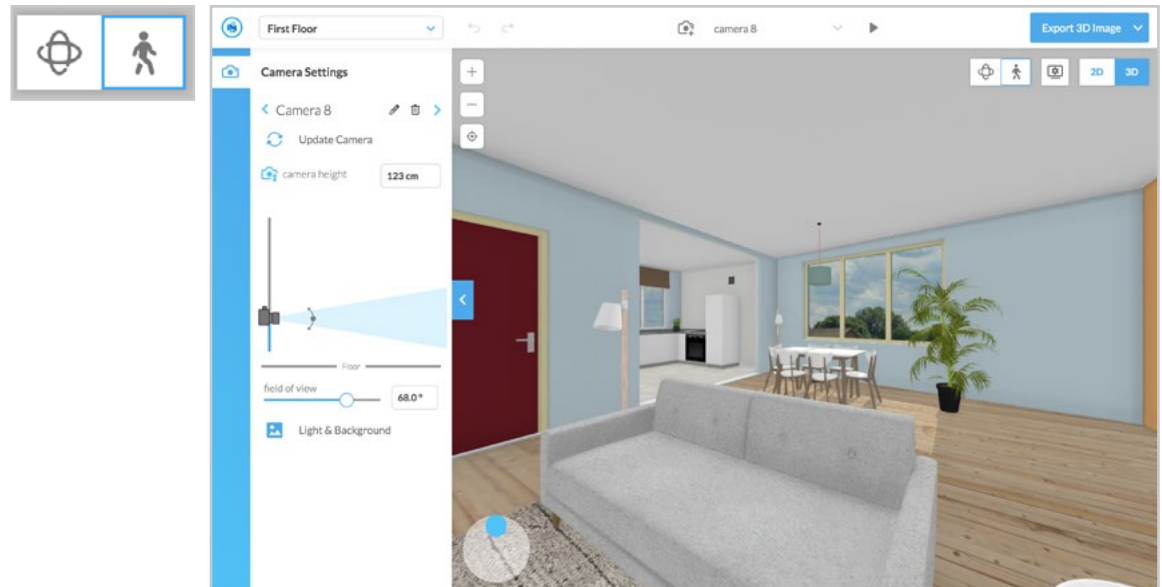 First Floor
camera 8
Export 3D Image
Camera Settings
2D
3D
Camera 8
Update Camera
camera height
123 cm
Floor
field of view
68.0 °
Light & Background